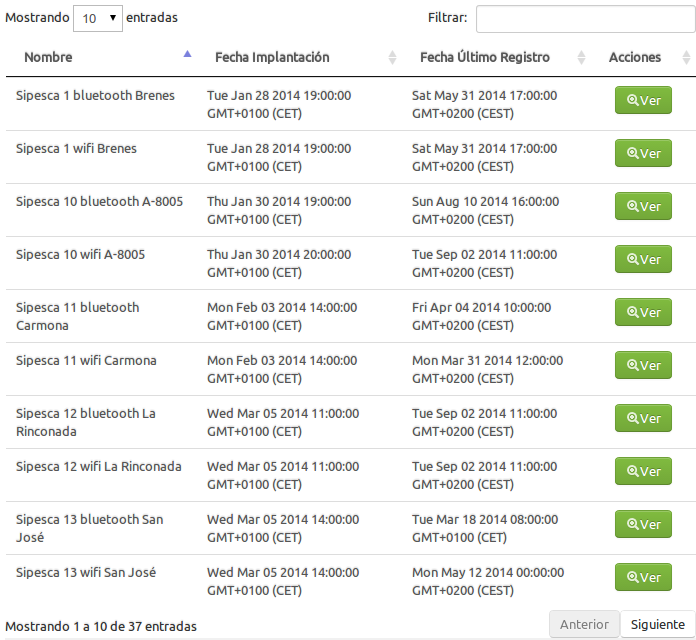 Mostrando 10 entradas Filtrar:
Nombre Fecha Implantación Fecha Último Registro Acciones
Sipesca 1 bluetooth Brenes Tue Jan 28 2014 19:00:00 Sat May 31 2014 17:00:00 Ver
GMT+0100 (CET) GMT+0200 (CEST)
Sipesca 1 wifi Brenes Tue Jan 28 2014 19:00:00 Sat May 31 2014 17:00:00 Ver
GMT+0100 (CET) GMT+0200 (CEST)
Sipesca 10 bluetooth A-8005 Thu Jan 30 2014 19:00:00 Sun Aug 10 2014 16:00:00 Ver
GMT+0100 (CET) GMT+0200 (CEST)
Sipesca 10 wifi A-8005 Thu Jan 30 2014 20:00:00 Tue Sep 02 2014 11:00:00 Ver
GMT+0100 (CET) GMT+0200 (CEST)
Sipesca 11 bluetooth Mon Feb 03 2014 14:00:00 Fri Apr 04 2014 10:00:00 Ver
Carmona GMT+0100 (CET) GMT+0200 (CEST)
Sipesca 11 wifi Carmona Mon Feb 03 2014 14:00:00 Mon Mar 31 2014 12:00:00 Ver
GMT+0100 (CET) GMT+0200 (CEST)
Sipesca 12 bluetooth La Wed Mar 05 2014 11:00:00 Tue Sep 02 2014 11:00:00 Ver
Rinconada GMT+0100 (CET) GMT+0200 (CEST)
Sipesca 12 wifi La Rinconada Wed Mar 05 2014 11:00:00 Tue Sep 02 2014 11:00:00 Ver
GMT+0100 (CET) GMT+0200 (CEST)
Sipesca 13 bluetooth San Wed Mar 05 2014 14:00:00 Tue Mar 18 2014 08:00:00 Ver
José GMT+0100 (CET) GMT+0100 (CET)
Sipesca 13 wifi San José Wed Mar 05 2014 14:00:00 Mon May 12 2014 00:00:00 Ver
GMT+0100 (CET) GMT+0200 (CEST)
Mostrando 1 a 10 de 37 entradas Anterior Siguiente